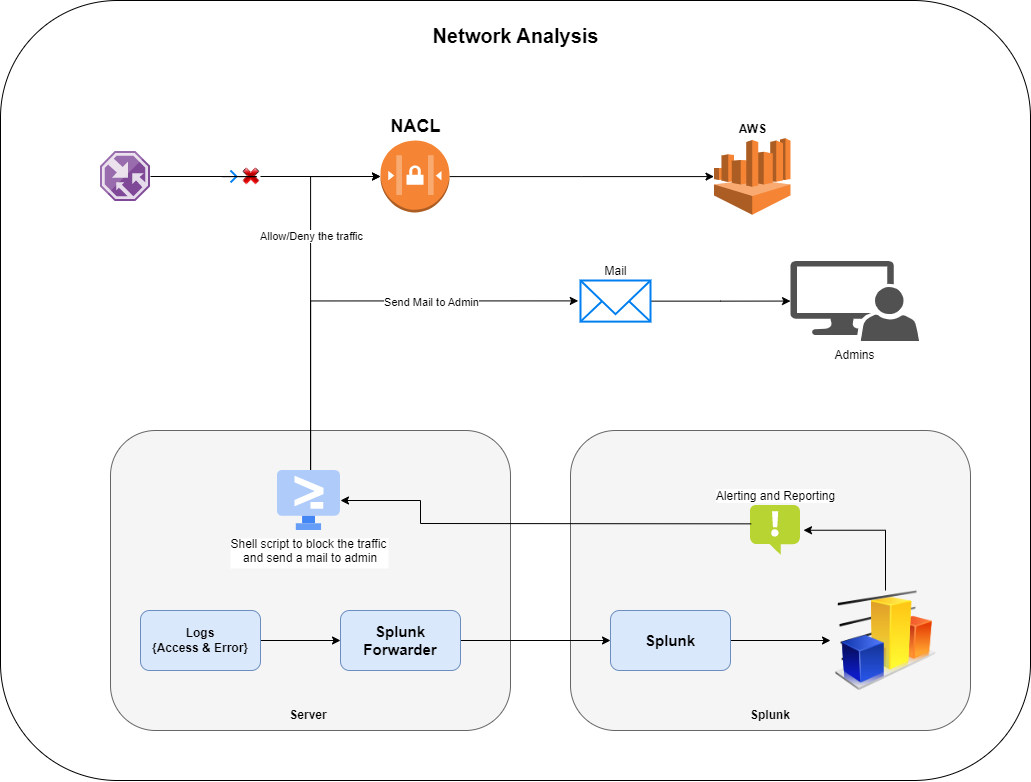 Network Analysis
NACL
AWS
Allow/Deny the traffic
Mail
Send Mail to Admin
Admins
Alerting and Reporting
Shell script to block the traffic
and send a mail to admin
Logs
{Access & Error}
Splunk
Forwarder
Splunk
Server
Splunk